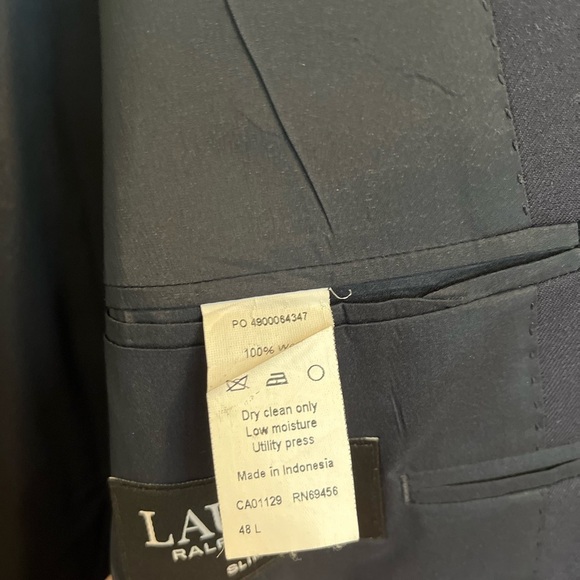 PO 4900064347
100%
Dry clean only
Low moisture
Utility press
Made in Indonesia
CA01129 RN69456
48 L